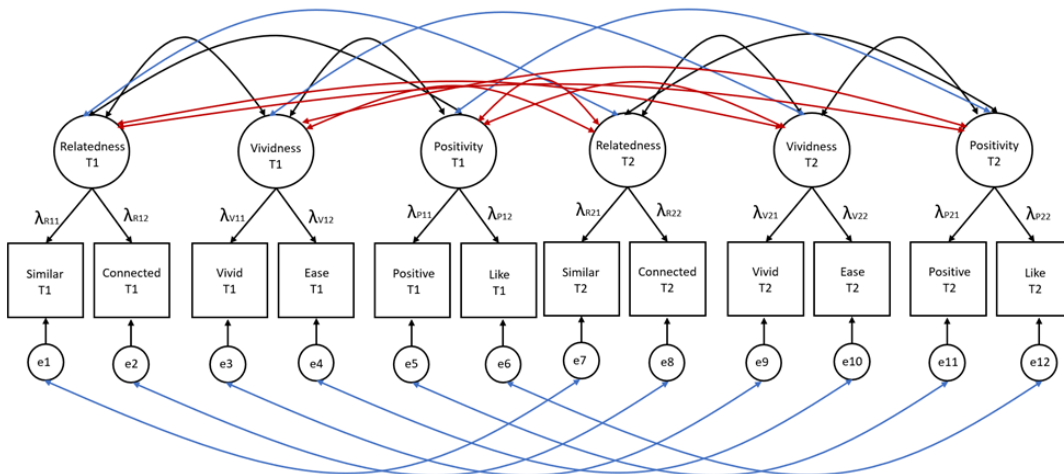 Relatedness
T1
Vividness
T1
Positivity
T1
Relatedness
T2
Vividness
T2
Positivity
T2
λR11 λR12 λV11 λV12 λP11 λP12 λR21 λR22 λV21 λV22 λP21 λP22
Similar
T1
Connected
T1
Vivid
T1
Ease
T1
Positive
T1
Like
T1
Similar
T2
Connected
T2
Vivid
T2
Ease
T2
Positive
T2
Like
T2
e1 e2 e3 e4 e5 e6 e7 e8 e9 e10 e11 e12